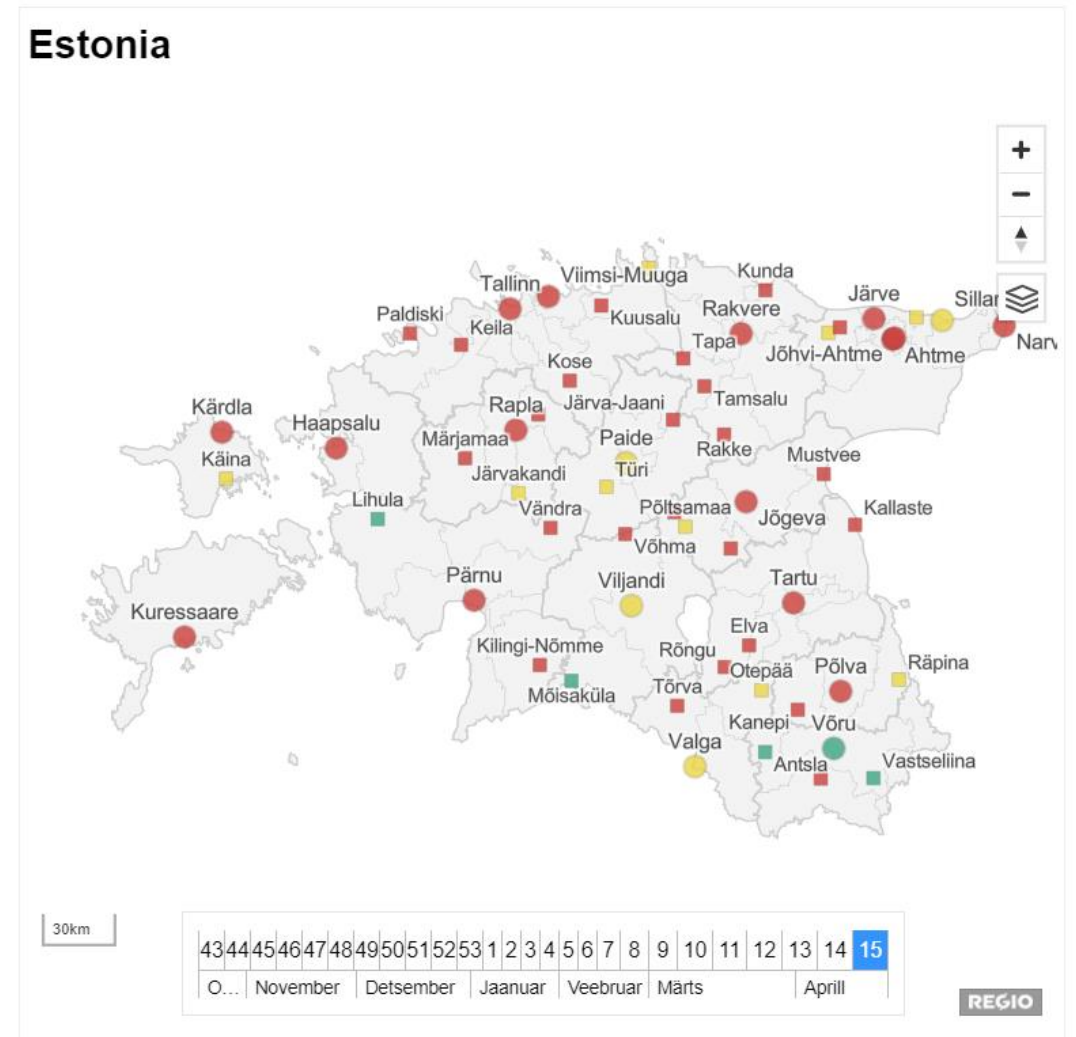 Estonia
+
−
Viimsi-Muuga
Kunda
Tallinn
Järve
Sillar
Paldiski
Kuusalu
Rakvere
Keila
Tapa
Jõhvi-Ahtme
Ahtme
Narv
Kose
Tamsalu
Kärdla
Rapla
Järva-Jaani
Haapsalu
Märjamaa
Paide
Rakke
Mustvee
Käina
Järvakandi
Türi
Lihula
Vändra
Põltsamaa
Jõgeva
Kallaste
Võhma
Pärnu
Viljandi
Tartu
Kuressaare
Elva
Kilingi-Nõmme
Rõngu
Otepää
Põlva
Räpina
Mõisaküla
Tõrva
Kanepi
Võru
Valga
Antsla
Vastseliina
30km
43 44 45 46 47 48 49 50 51 52 53 1 2 3 4 5 6 7 8 9 10 11 12 13 14 15
O... November Detsember Jaanuar Veebruar Märts Aprill
REGIO